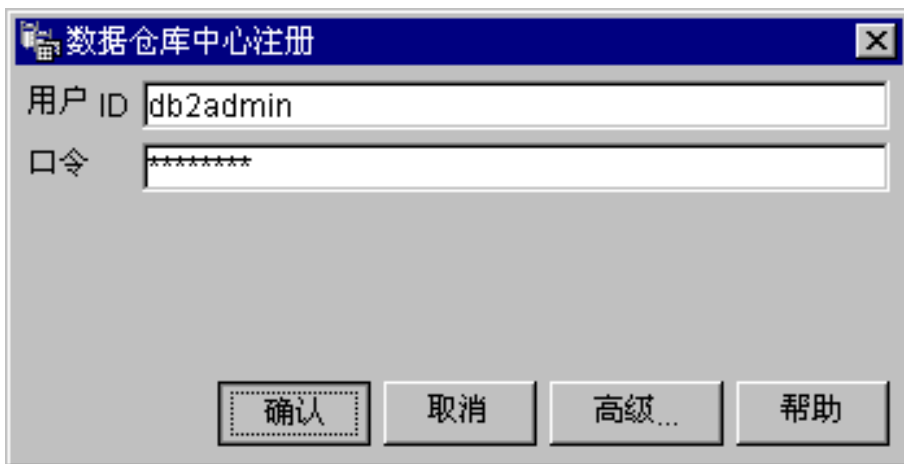 数据仓库中心注册
用户 ID db2admin
口令 ********
确认 取消 高级... 帮助